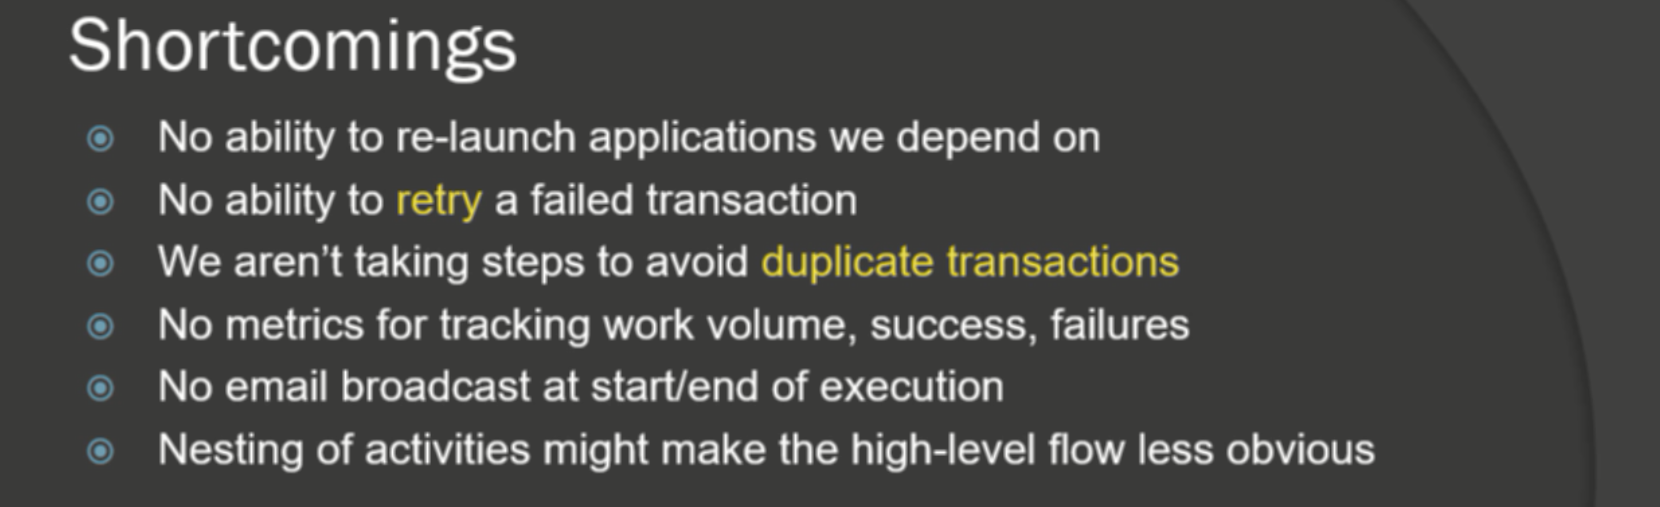 Shortcomings
No ability to re-launch applications we depend on
No ability to retry a failed transaction
We aren't taking steps to avoid duplicate transactions
No metrics for tracking work volume, success, failures
No email broadcast at start/end of execution
Nesting of activities might make the high-level flow less obvious